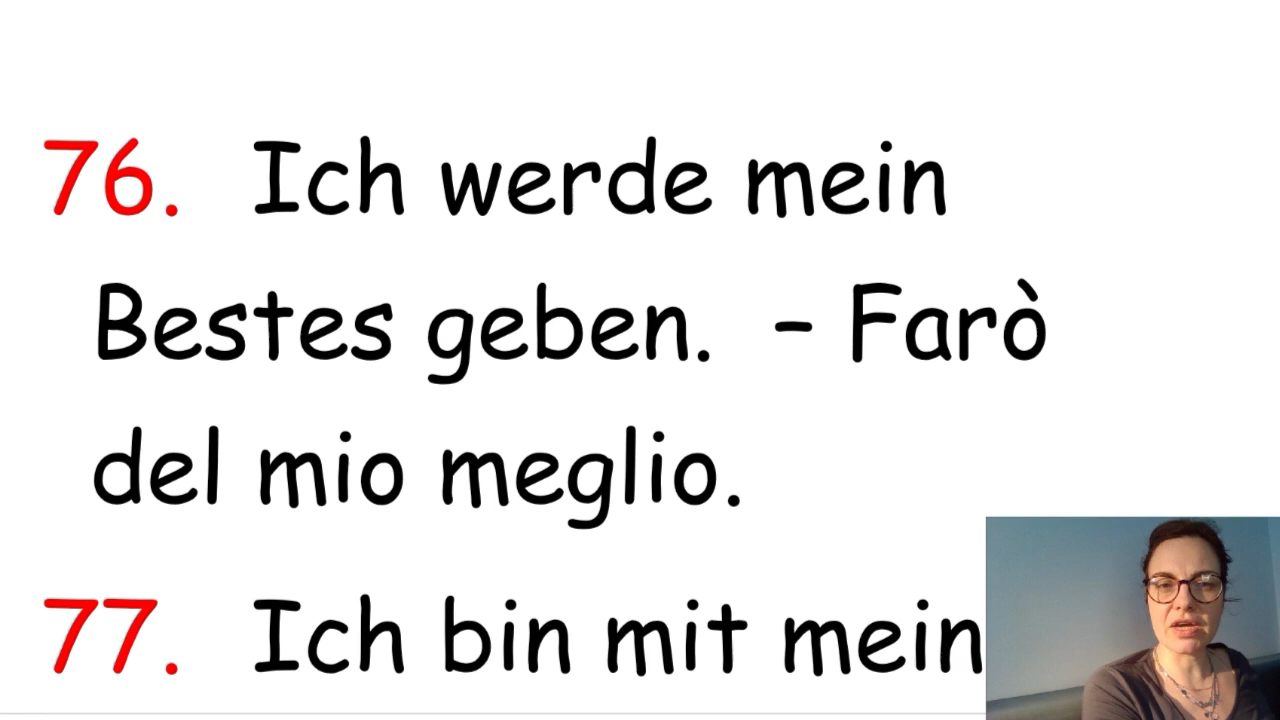 76. Ich werde mein
Bestes geben. – Farò
del mio meglio.
77. Ich bin mit mein